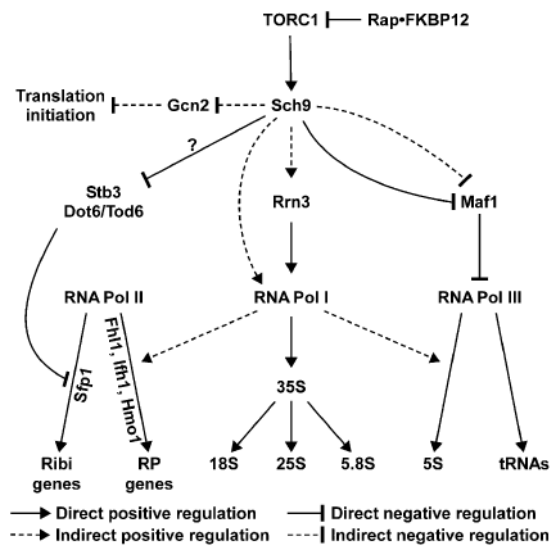 TORC1 Rap•FKBP12
Translation
initiation
Gcn2 Sch9
?
Stb3
Dot6/Tod6
Rrn3 Maf1
RNA Pol II RNA Pol I RNA Pol III
Sfp1
Fhl1, Ifh1, Hmo1
35S
Ribi
genes
RP
genes
18S 25S 5.8S 5S tRNAs
Direct positive regulation Direct negative regulation
Indirect positive regulation Indirect negative regulation